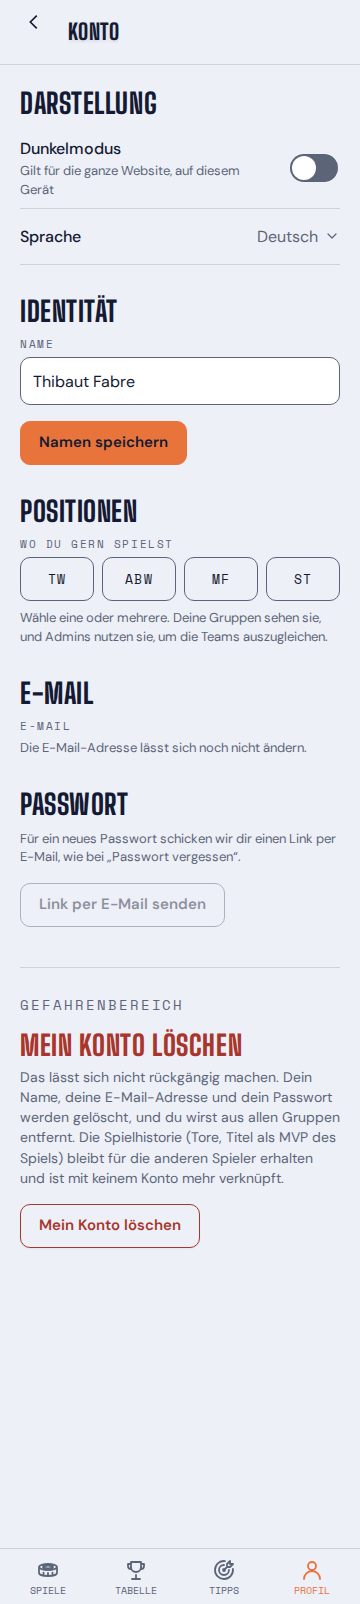 KONTO
DARSTELLUNG
Dunkelmodus
Gilt für die ganze Website, auf diesem
Gerät
Sprache
Deutsch
IDENTITÄT
NAME
Thibaut Fabre
Namen speichern
POSITIONEN
WO DU GERN SPIELST
TW
ABW
MF
ST
Wähle eine oder mehrere. Deine Gruppen sehen sie,
und Admins nutzen sie, um die Teams auszugleichen.
E-MAIL
E-MAIL
Die E-Mail-Adresse lässt sich noch nicht ändern.
PASSWORT
Für ein neues Passwort schicken wir dir einen Link per
E-Mail, wie bei „Passwort vergessen“.
Link per E-Mail senden
GEFAHRENBEREICH
MEIN KONTO LÖSCHEN
Das lässt sich nicht rückgängig machen. Dein
Name, deine E-Mail-Adresse und dein Passwort
werden gelöscht, und du wirst aus allen Gruppen
entfernt. Die Spielhistorie (Tore, Titel als MVP des
Spiels) bleibt für die anderen Spieler erhalten
und ist mit keinem Konto mehr verknüpft.
Mein Konto löschen
SPIELE
TABELLE
TIPPS
PROFIL